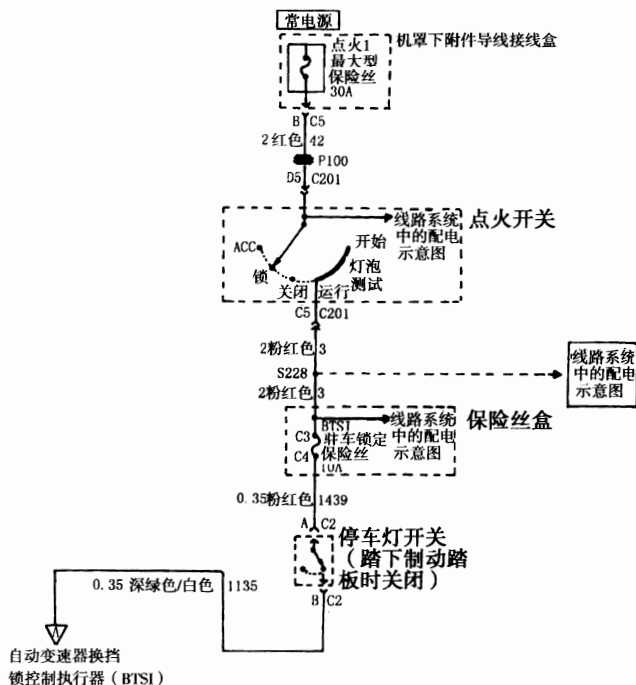 常电源
机罩下附件导线接线盒
点火1
最大型
保险丝
30A
B C5
2红色 42
P100
D5 C201
线路系统
中的配电
示意图
点火开关
ACC
锁
关闭
运行
灯泡
测试
开始
C5 C201
2粉红色 3
S228
线路系统
中的配电
示意图
2粉红色 3
C3
C4
BTSI
驻车锁定
保险丝
10A
线路系统
中的配电
示意图
保险丝盒
0.35粉红色 1439
A C2
停车灯开关
(踏下制动踏
板时关闭)
B C2
0.35 深绿色/白色 1135
A
自动变速器换挡
锁控制执行器(BTSI)